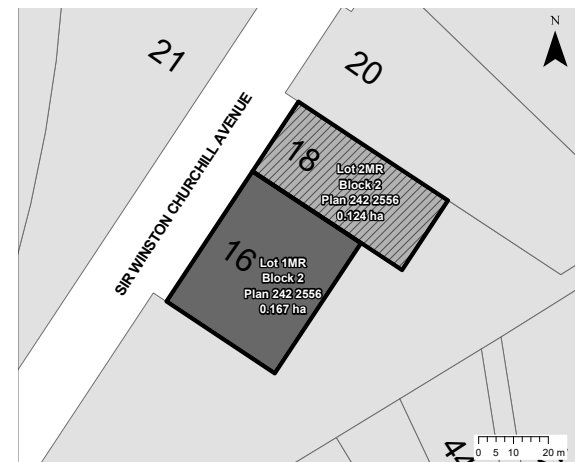 N
21
20
SIR WINSTON CHURCHILL AVENUE
18
Lot 2MR
Block 2
Plan 242 2556
0.124 ha
16
Lot 1MR
Block 2
Plan 242 2556
0.167 ha
0 5 10 20 m